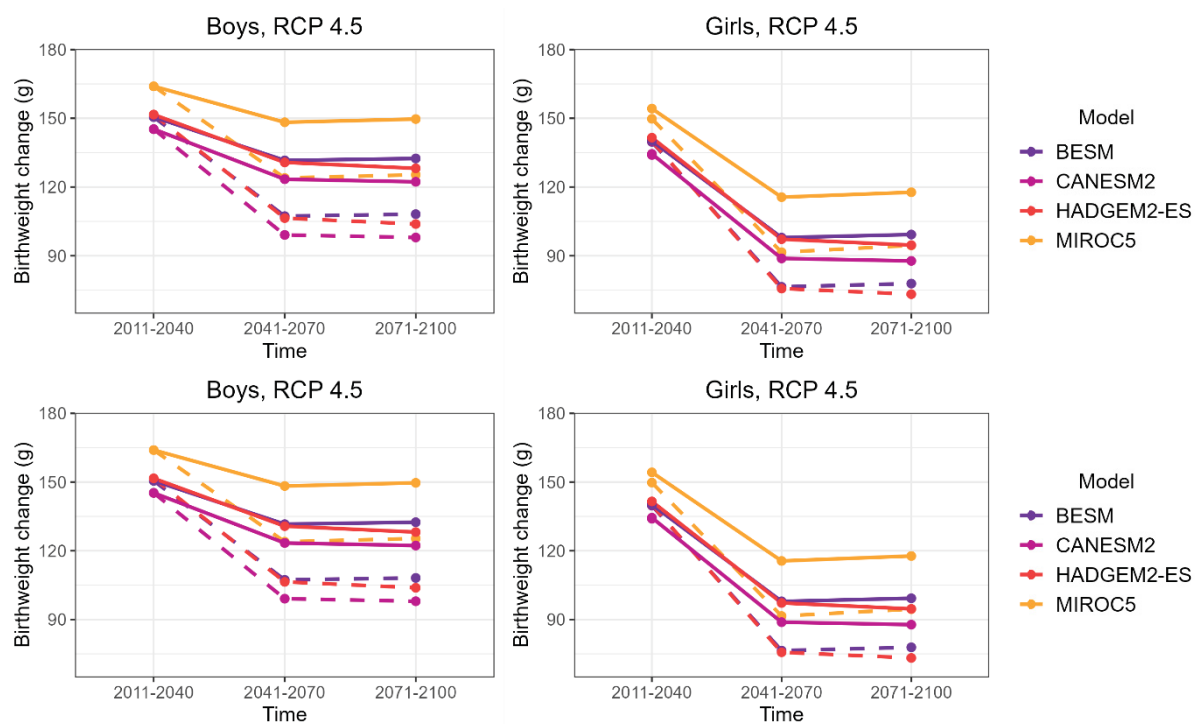 Boys, RCP 4.5
Girls, RCP 4.5
180
150
120
90
Birthweight change (g)
2011-2040 2041-2070 2071-2100
Time
180
150
120
90
Birthweight change (g)
2011-2040 2041-2070 2071-2100
Time
Model
BESM
CANESM2
HADGEM2-ES
MIROC5
Boys, RCP 4.5
Girls, RCP 4.5
180
150
120
90
Birthweight change (g)
2011-2040 2041-2070 2071-2100
Time
180
150
120
90
Birthweight change (g)
2011-2040 2041-2070 2071-2100
Time
Model
BESM
CANESM2
HADGEM2-ES
MIROC5